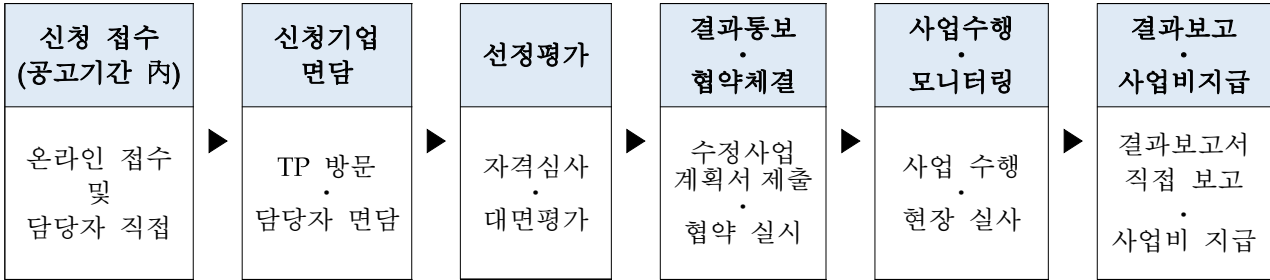 신청 접수
(공고기간 內)
온라인 접수
및
담당자 직접
▶
신청기업
면담
TP 방문
·
담당자 면담
▶
선정평가
자격심사
·
대면평가
▶
결과통보
·
협약체결
수정사업
계획서 제출
·
협약 실시
▶
사업수행
·
모니터링
사업 수행
·
현장 실사
▶
결과보고
·
사업비지급
결과보고서
직접 보고
·
사업비 지급